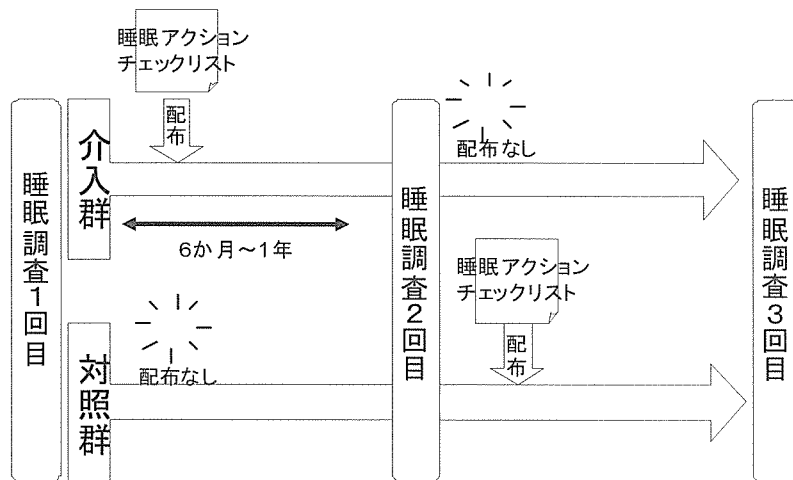 睡眠調査1回目
介入群
睡眠アクション
チェックリスト
配布
6か月～1年
睡眠調査2回目
配布なし
対照群
配布なし
睡眠アクション
チェックリスト
配布
睡眠調査3回目